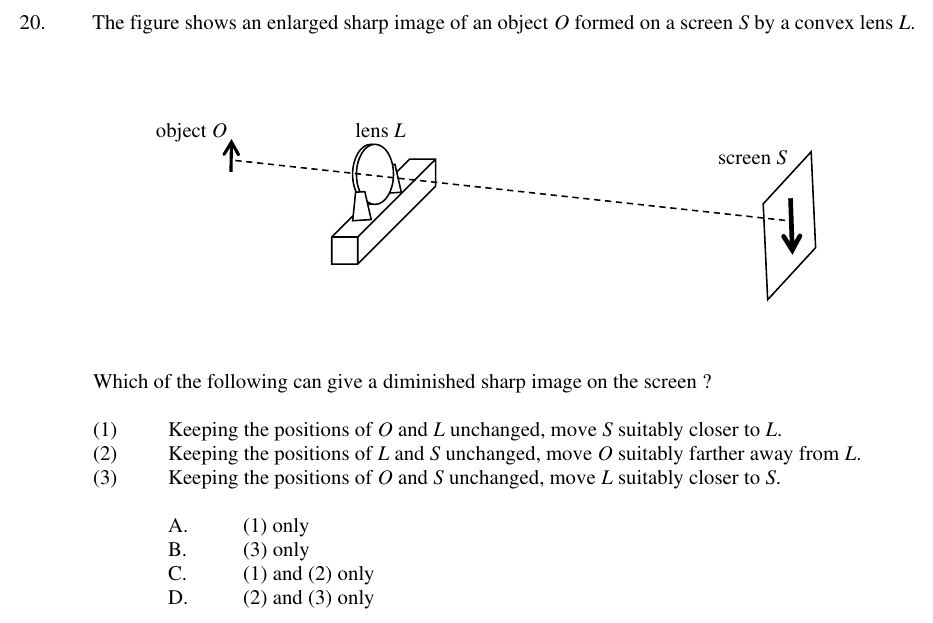 20. The figure shows an enlarged sharp image of an object O formed on a screen S by a convex lens L.
object O
lens L
screen S
Which of the following can give a diminished sharp image on the screen ?
(1) Keeping the positions of O and L unchanged, move S suitably closer to L.
(2) Keeping the positions of L and S unchanged, move O suitably farther away from L.
(3) Keeping the positions of O and S unchanged, move L suitably closer to S.
A. (1) only
B. (3) only
C. (1) and (2) only
D. (2) and (3) only